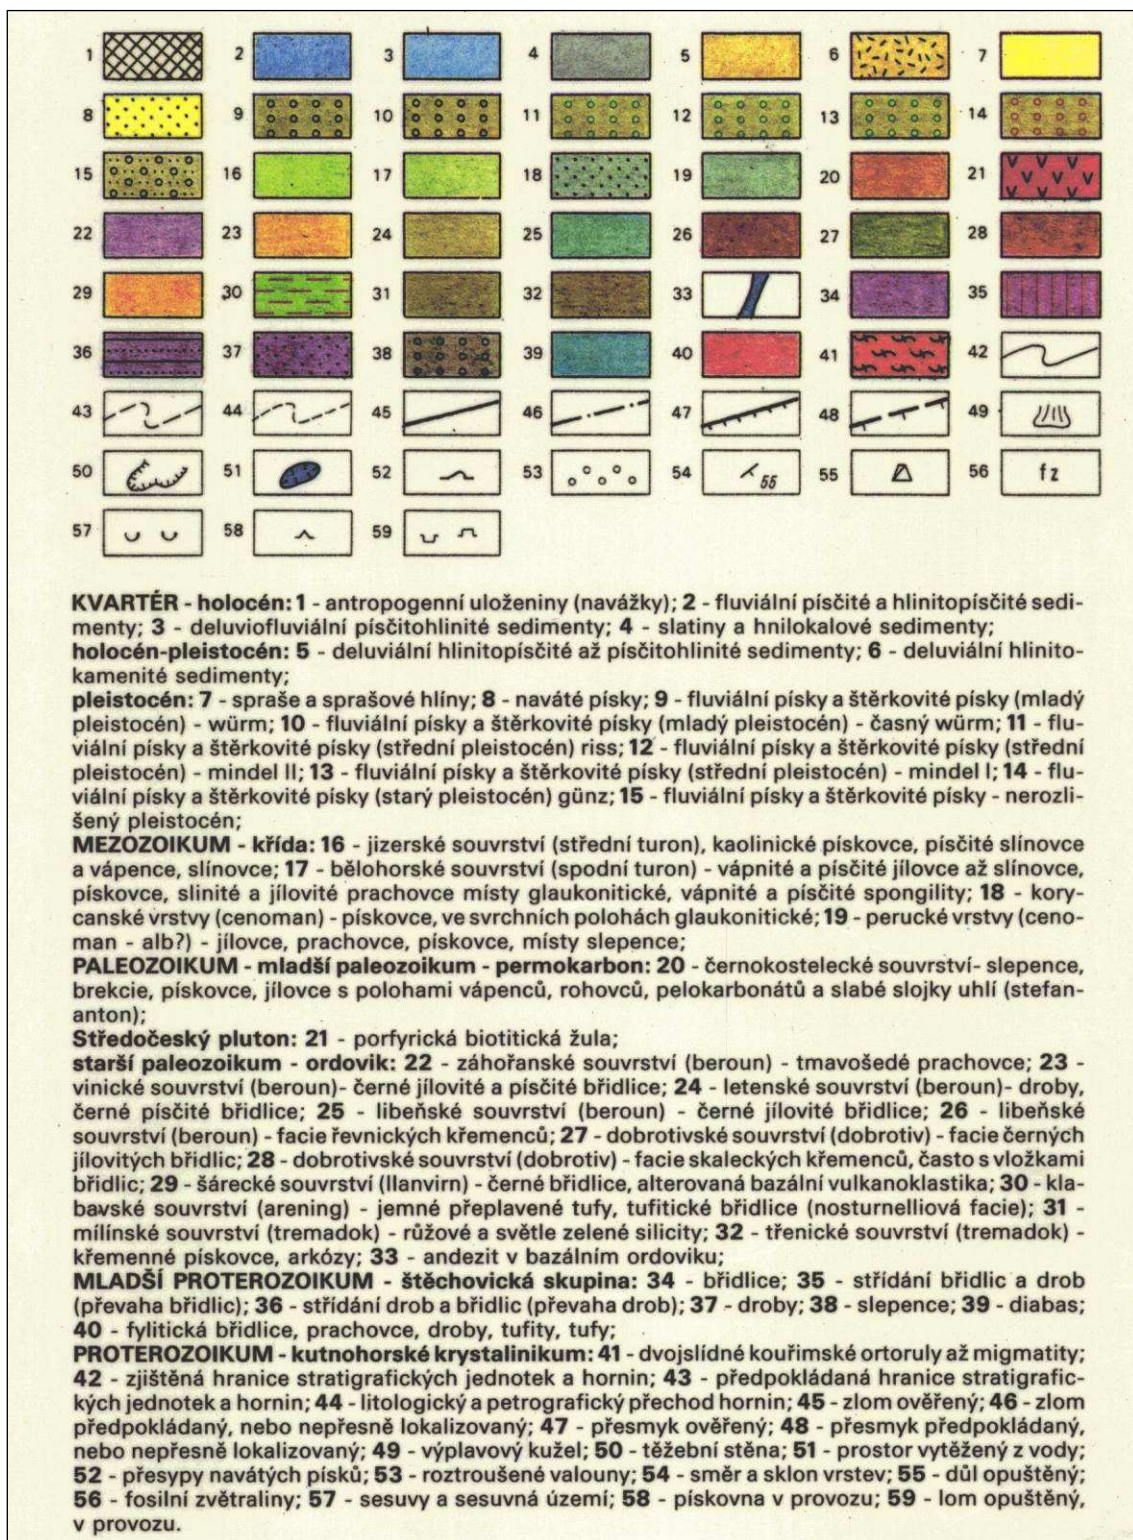 1 2 3 4 5 6 7
8 9 10 11 12 13 14
15 16 17 18 19 20 21
22 23 24 25 26 27 28
29 30 31 32 33 34 35
36 37 38 39 40 41 42
43 44 45 46 47 48 49
50 51 52 53 54 55 55 56 fz
57 58 59
KVARTÉR - holocén: 1 - antropogenní uloženiny (navážky); 2 - fluviální písčité a hlinitopísčité sedi-
menty; 3 - deluviofluviální písčitohlinité sedimenty; 4 - slatiny a hnilokalové sedimenty;
holocén-pleistocén: 5 - deluviální hlinitopísčité až písčitohlinité sedimenty; 6 - deluviální hlinito-
kamenité sedimenty;
pleistocén: 7 - spraše a sprašové hlíny; 8 - naváté písky; 9 - fluviální písky a štěrkovité písky (mladý
pleistocén) - würm; 10 - fluviální písky a štěrkovité písky (mladý pleistocén) - časný würm; 11 - flu-
viální písky a štěrkovité písky (střední pleistocén) riss; 12 - fluviální písky a štěrkovité písky (střední
pleistocén) - mindel II; 13 - fluviální písky a štěrkovité písky (střední pleistocén) - mindel I; 14 - flu-
viální písky a štěrkovité písky (starý pleistocén) günz; 15 - fluviální písky a štěrkovité písky - nerozli-
šený pleistocén;
MEZOZOIKUM - křída: 16 - jizerské souvrství (střední turon), kaolinické pískovce, písčité slínovce
a vápence, slínovce; 17 - bělohorské souvrství (spodní turon) - vápnité a písčité jílovce až slínovce,
pískovce, slinité a jílovité prachovce místy glaukonitické, vápnité a písčité spongility; 18 - kory-
canské vrstvy (cenoman) - pískovce, ve svrchních polohách glaukonitické; 19 - perucké vrstvy (ceno-
man - alb?) - jílovce, prachovce, pískovce, místy slepence;
PALEOZOIKUM - mladší paleozoikum - permokarbon: 20 - černokostelecké souvrství- slepence,
brekcie, pískovce, jílovce s polohami vápenců, rohovců, pelokarbonátů a slabé slojky uhlí (stefan-
anton);
Středočeský pluton: 21 - porfyrická biotitická žula;
starší paleozoikum - ordovik: 22 - záhořanské souvrství (beroun) - tmavošedé prachovce; 23 -
vinické souvrství (beroun)- černé jílovité a písčité břidlice; 24 - letenské souvrství (beroun)- droby,
černé písčité břidlice; 25 - libeňské souvrství (beroun) - černé jílovité břidlice; 26 - libeňské
souvrství (beroun) - facie řevnických křemenců; 27 - dobrotivské souvrství (dobrotiv) - facie černých
jílovitých břidlic; 28 - dobrotivské souvrství (dobrotiv) - facie skaleckých křemenců, často s vložkami
břidlic; 29 - šárecké souvrství (llanvirn) - černé břidlice, alterovaná bazální vulkanoklastika; 30 - kla-
bavské souvrství (arening) - jemné přeplavené tufy, tufitické břidlice (nosturnelliová facie); 31 -
mílínské souvrství (tremadok) - růžové a světle zelené silicity; 32 - třenické souvrství (tremadok) -
křemenné pískovce, arkózy; 33 - andezit v bazálním ordoviku;
MLADŠÍ PROTEROZOIKUM - štěchovická skupina: 34 - břidlice; 35 - střídání břidlic a drob
(převaha břidlic); 36 - střídání drob a břidlic (převaha drob); 37 - droby; 38 - slepence; 39 - diabas;
40 - fylitická břidlice, prachovce, droby, tufity, tufy;
PROTEROZOIKUM - kutnohorské krystalinikum: 41 - dvojslídné kouřimské ortoruly až migmatity;
42 - zjištěná hranice stratigrafických jednotek a hornin; 43 - předpokládaná hranice stratigrafic-
kých jednotek a hornin; 44 - litologický a petrografický přechod hornin; 45 - zlom ověřený; 46 - zlom
předpokládaný, nebo nepřesně lokalizovaný; 47 - přesmyk ověřený; 48 - přesmyk předpokládaný,
nebo nepřesně lokalizovaný; 49 - výplavový kužel; 50 - těžební stěna; 51 - prostor vytěžený z vody;
52 - přesypy navátých písků; 53 - roztroušené valouny; 54 - směr a sklon vrstev; 55 - důl opuštěný;
56 - fosilní zvětraliny; 57 - sesuvy a sesuvná území; 58 - pískovna v provozu; 59 - lom opuštěný,
v provozu.